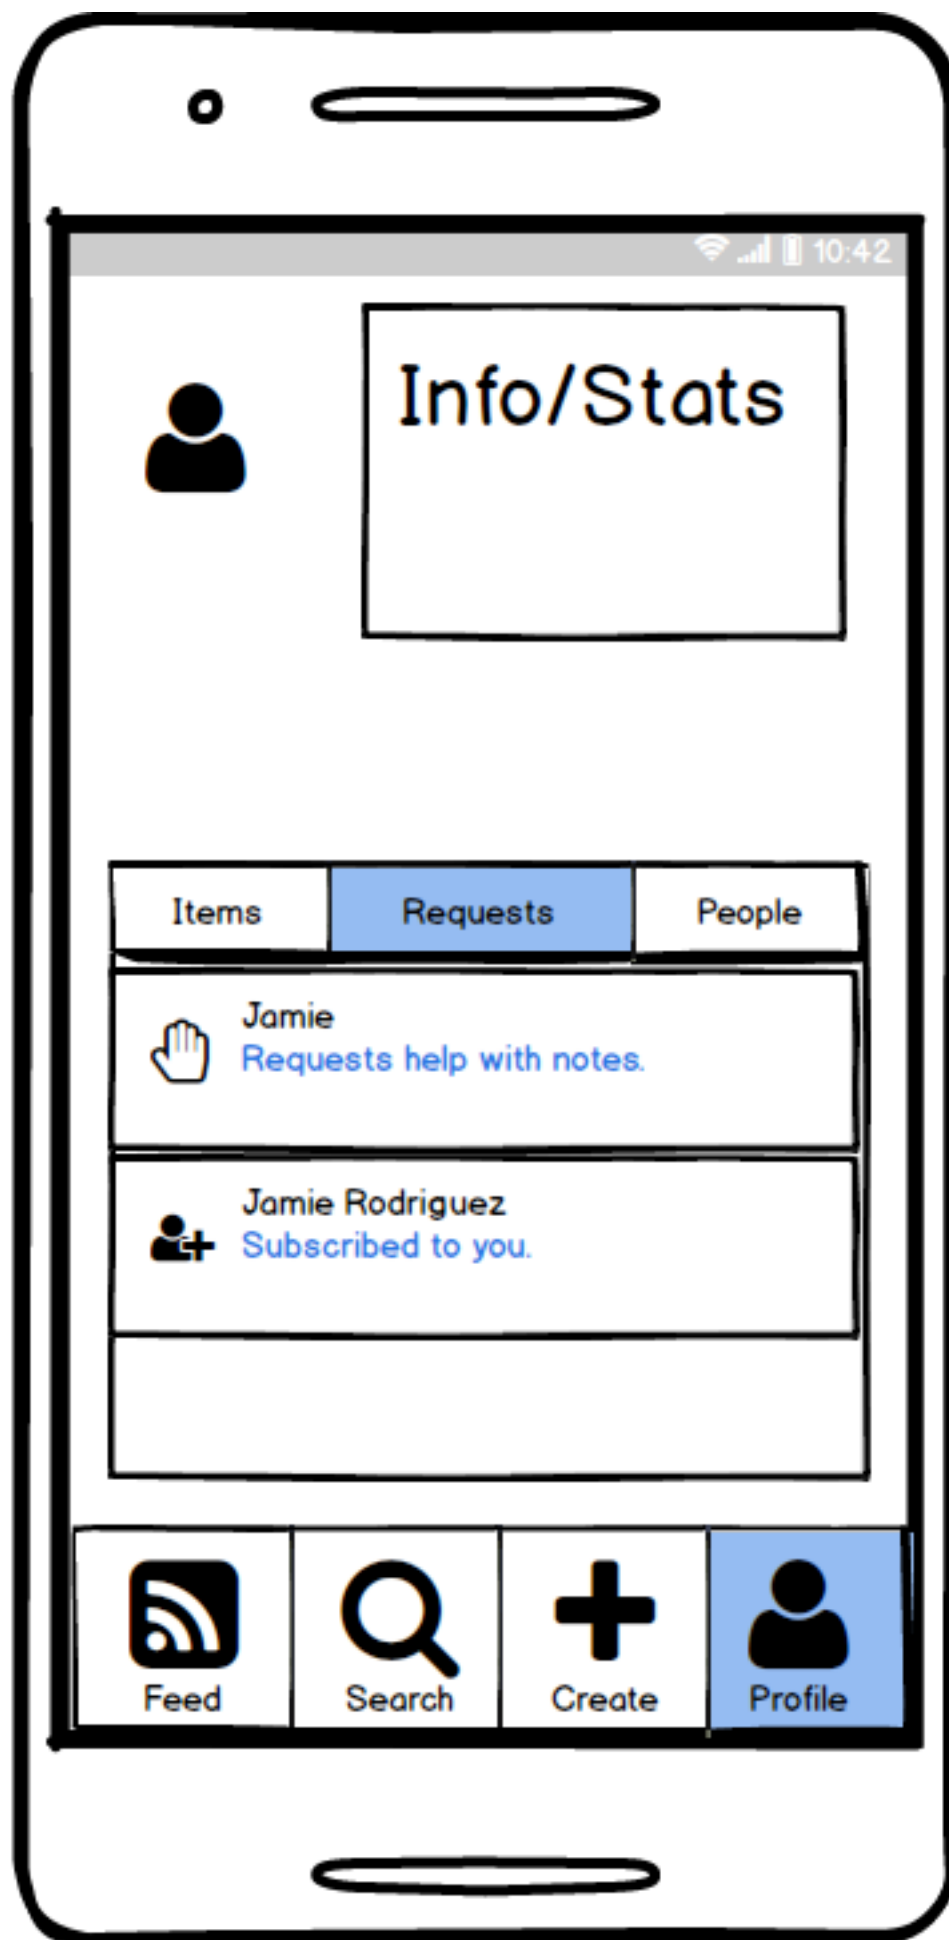 10:42
Info/Stats
Items Requests People
Jamie
Requests help with notes.
Jamie Rodriguez
Subscribed to you.
Feed Search Create Profile